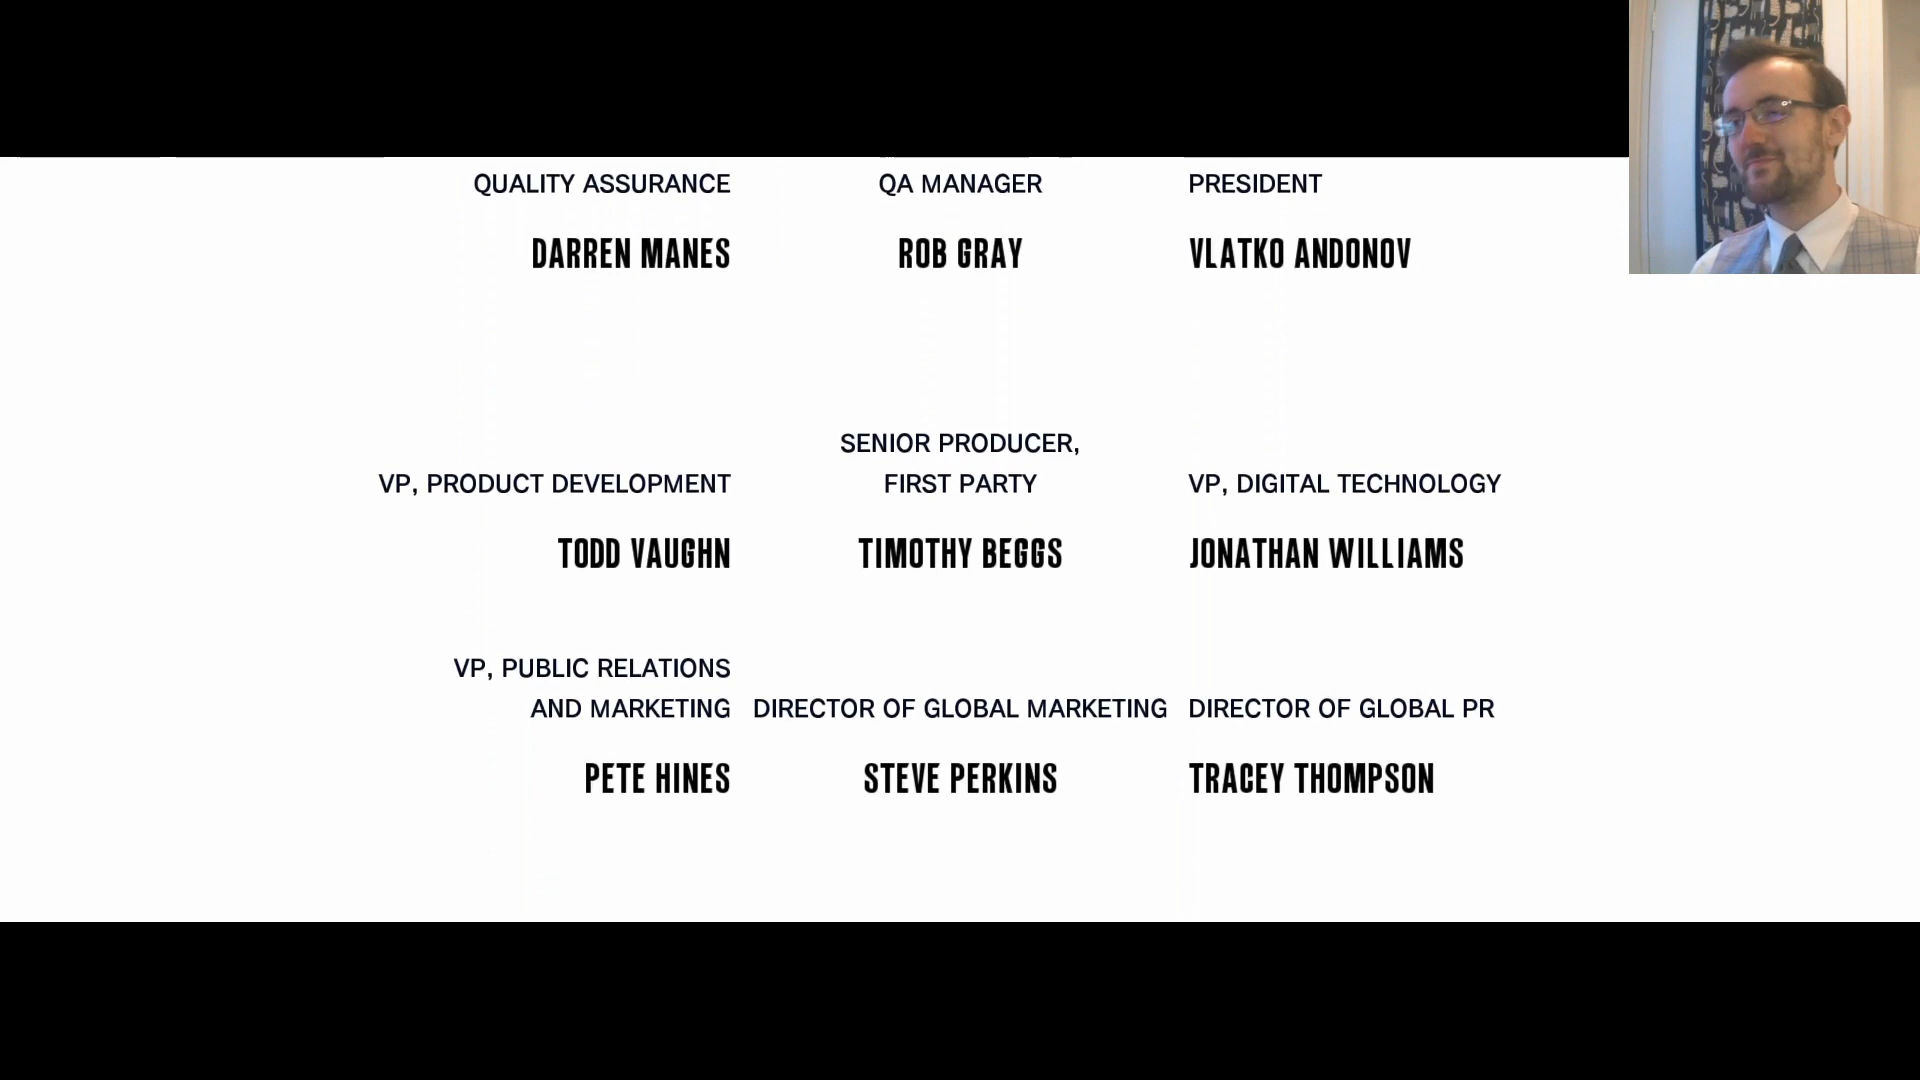 QUALITY ASSURANCE
DARREN MANES
QA MANAGER
ROB GRAY
PRESIDENT
VLATKO ANDONOV
VP, PRODUCT DEVELOPMENT
TODD VAUGHN
SENIOR PRODUCER,
FIRST PARTY
TIMOTHY BEGGS
VP, DIGITAL TECHNOLOGY
JONATHAN WILLIAMS
VP, PUBLIC RELATIONS
AND MARKETING
PETE HINES
DIRECTOR OF GLOBAL MARKETING
STEVE PERKINS
DIRECTOR OF GLOBAL PR
TRACEY THOMPSON